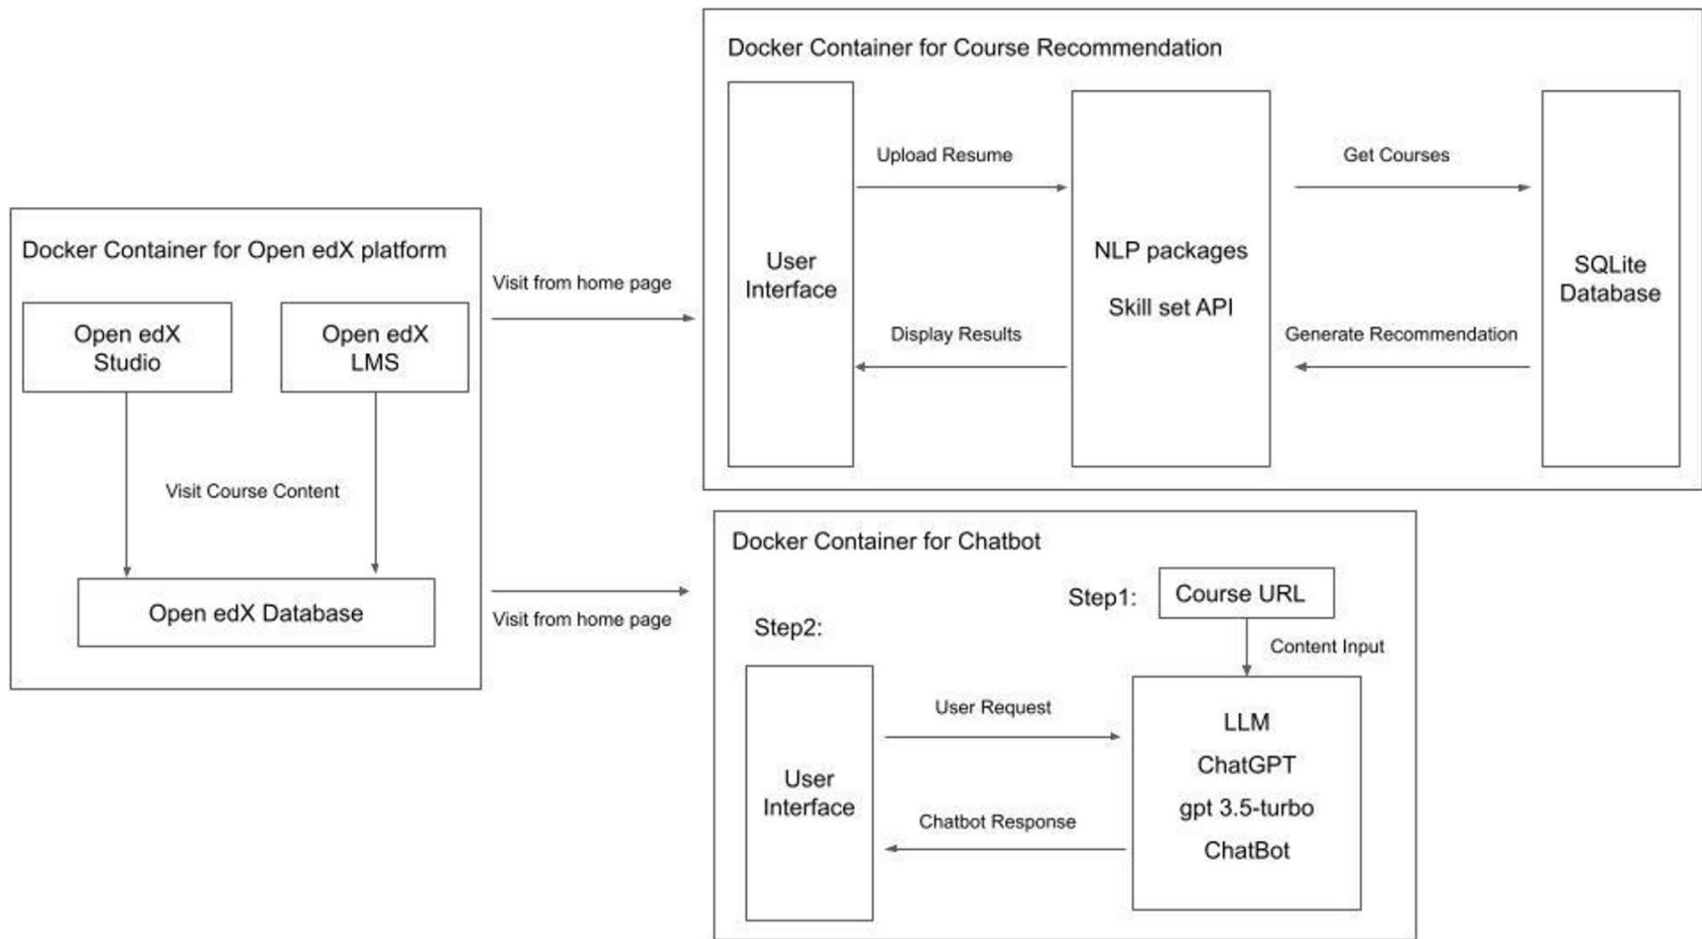 Docker Container for Open edX platform
Open edX
Studio
Open edX
LMS
Visit Course Content
Open edX Database
Visit from home page
Visit from home page
Docker Container for Course Recommendation
User
Interface
Upload Resume
Display Results
NLP packages
Skill set API
Get Courses
Generate Recommendation
SQLite
Database
Docker Container for Chatbot
Step1:
Course URL
Content Input
Step2:
User
Interface
User Request
Chatbot Response
LLM
ChatGPT
gpt 3.5-turbo
ChatBot